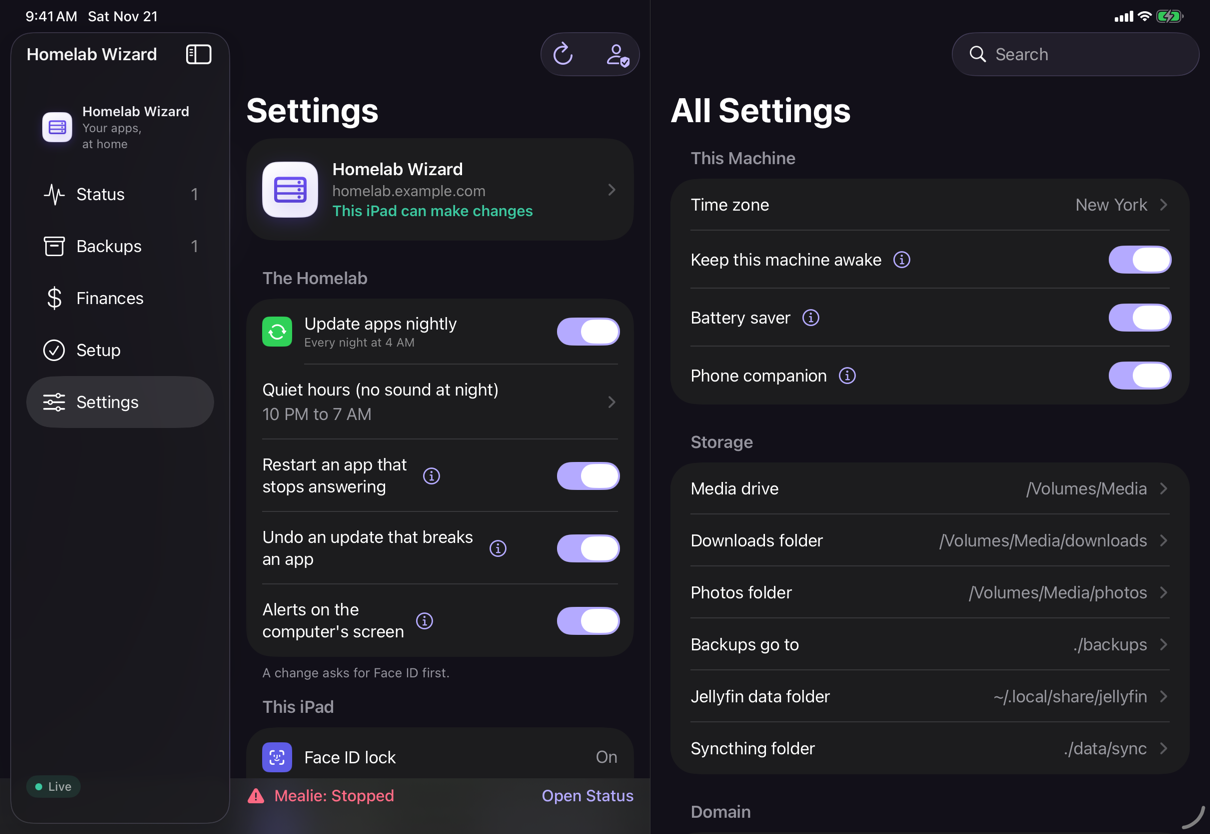 9:41 AM Sat Nov 21
Homelab Wizard
Homelab Wizard
Your apps,
at home
Status 1
Backups 1
Finances
Setup
Settings
Live
Settings
Homelab Wizard
homelab.example.com
This iPad can make changes
The Homelab
Update apps nightly
Every night at 4 AM
Quiet hours (no sound at night)
10 PM to 7 AM
Restart an app that
stops answering
Undo an update that breaks
an app
Alerts on the
computer's screen
A change asks for Face ID first.
This iPad
Face ID lock On
Mealie: Stopped Open Status
Search
All Settings
This Machine
Time zone New York
Keep this machine awake
Battery saver
Phone companion
Storage
Media drive /Volumes/Media
Downloads folder /Volumes/Media/downloads
Photos folder /Volumes/Media/photos
Backups go to ./backups
Jellyfin data folder ~/.local/share/jellyfin
Syncthing folder ./data/sync
Domain